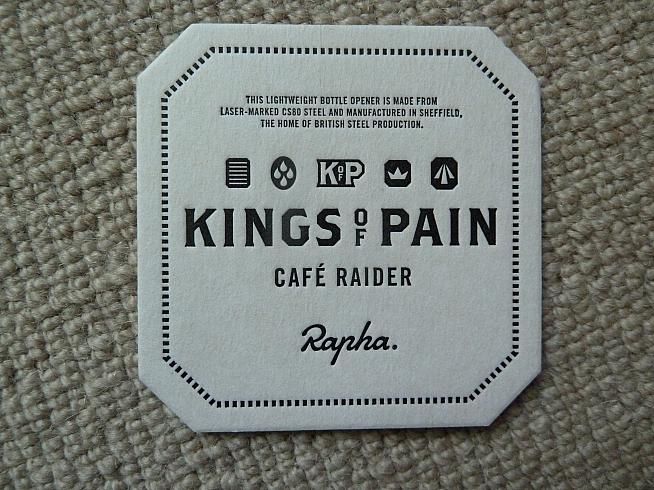 THIS LIGHTWEIGHT BOTTLE OPENER IS MADE FROM
LASER-MARKED CS80 STEEL AND MANUFACTURED IN SHEFFIELD,
THE HOME OF BRITISH STEEL PRODUCTION.
KOFP
KINGS OF PAIN
CAFÉ RAIDER
Rapha.